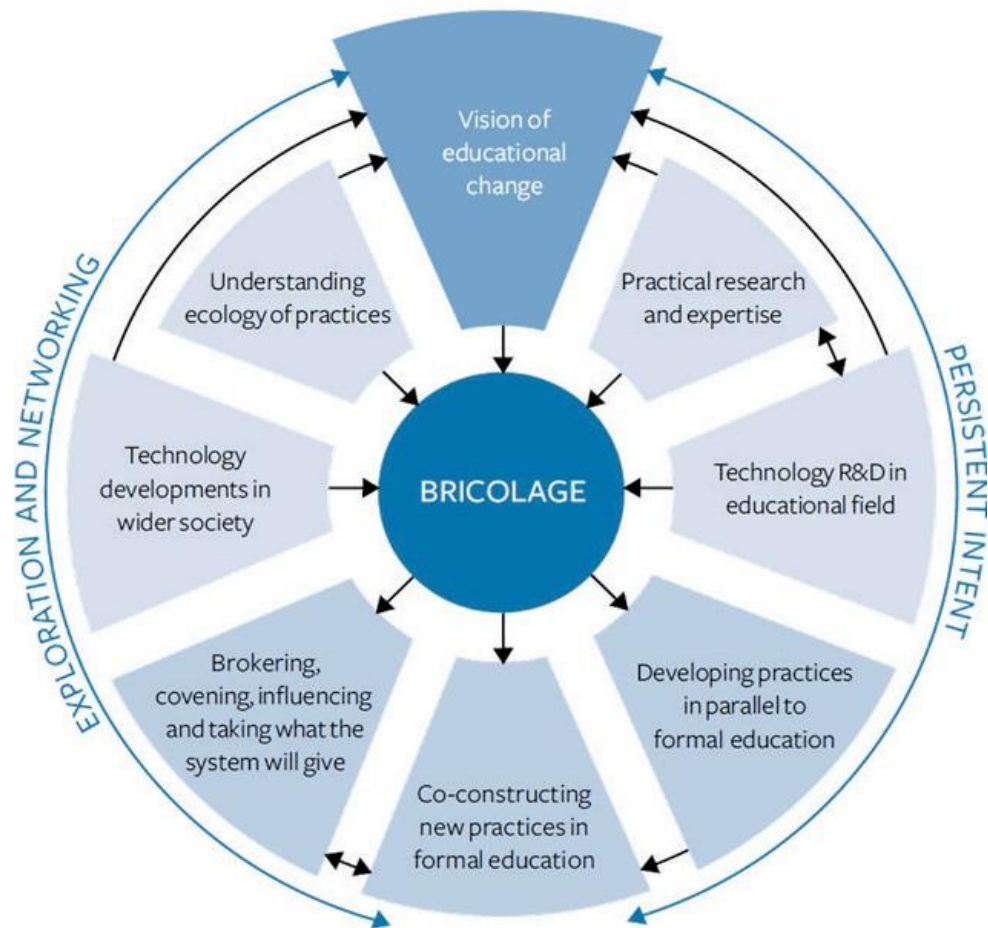 Vision of
educational
change
Understanding
ecology of practices
Practical research
and expertise
EXPLORATION AND NETWORKING
PERSISTENT INTENT
Technology
developments in
wider society
BRICOLAGE
Technology R&D in
educational field
Brokering,
covening, influencing
and taking what the
system will give
Developing practices
in parallel to
formal education
Co-constructing
new practices in
formal education